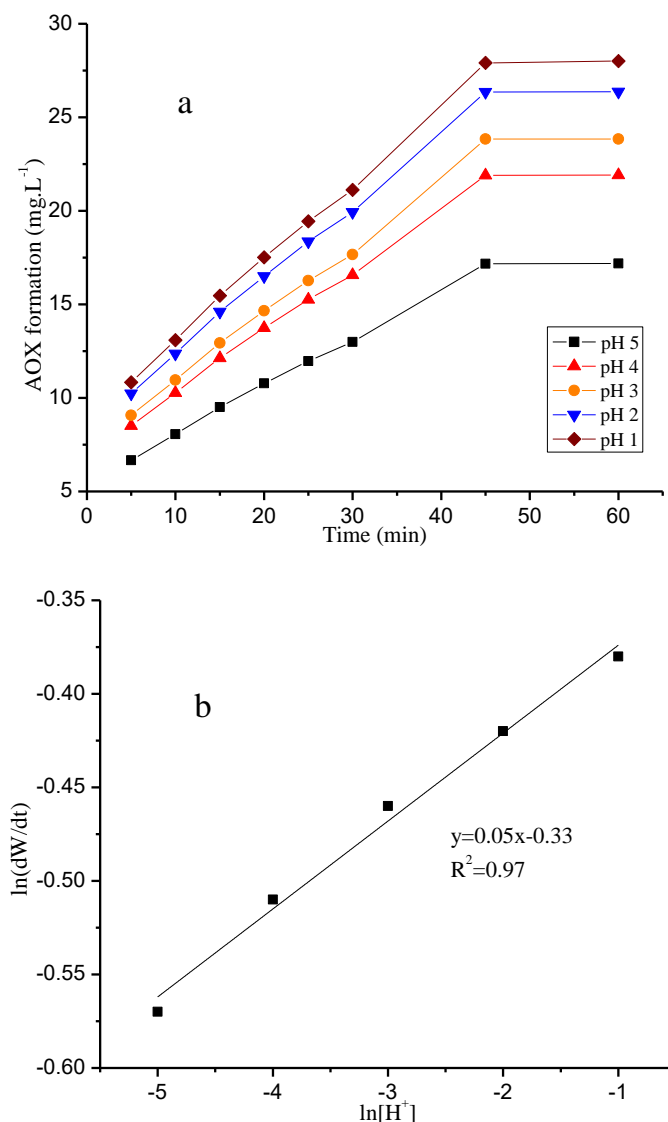 30
25
20
15
10
5
AOX formation (mg.L⁻¹)
a
pH 5
pH 4
pH 3
pH 2
pH 1
0 10 20 30 40 50 60
Time (min)
-0.35
-0.40
-0.45
-0.50
-0.55
-0.60
ln(dW/dt)
b
y=0.05x-0.33
R²=0.97
-5 -4 -3 -2 -1
ln[H⁺]